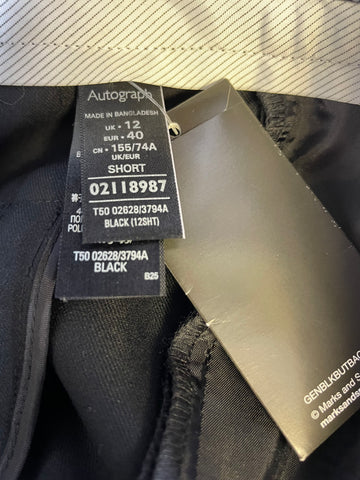 Autograph
MADE IN BANGLADESH
UK • 12
EUR • 40
CN • 155/74A
UK/EUR
SHORT
02118987
T50 02628/3794A
BLACK (12SHT)
T50 02628/3794A
BLACK
B25
GENBLKBUTBAG
© Marks and S
marksands